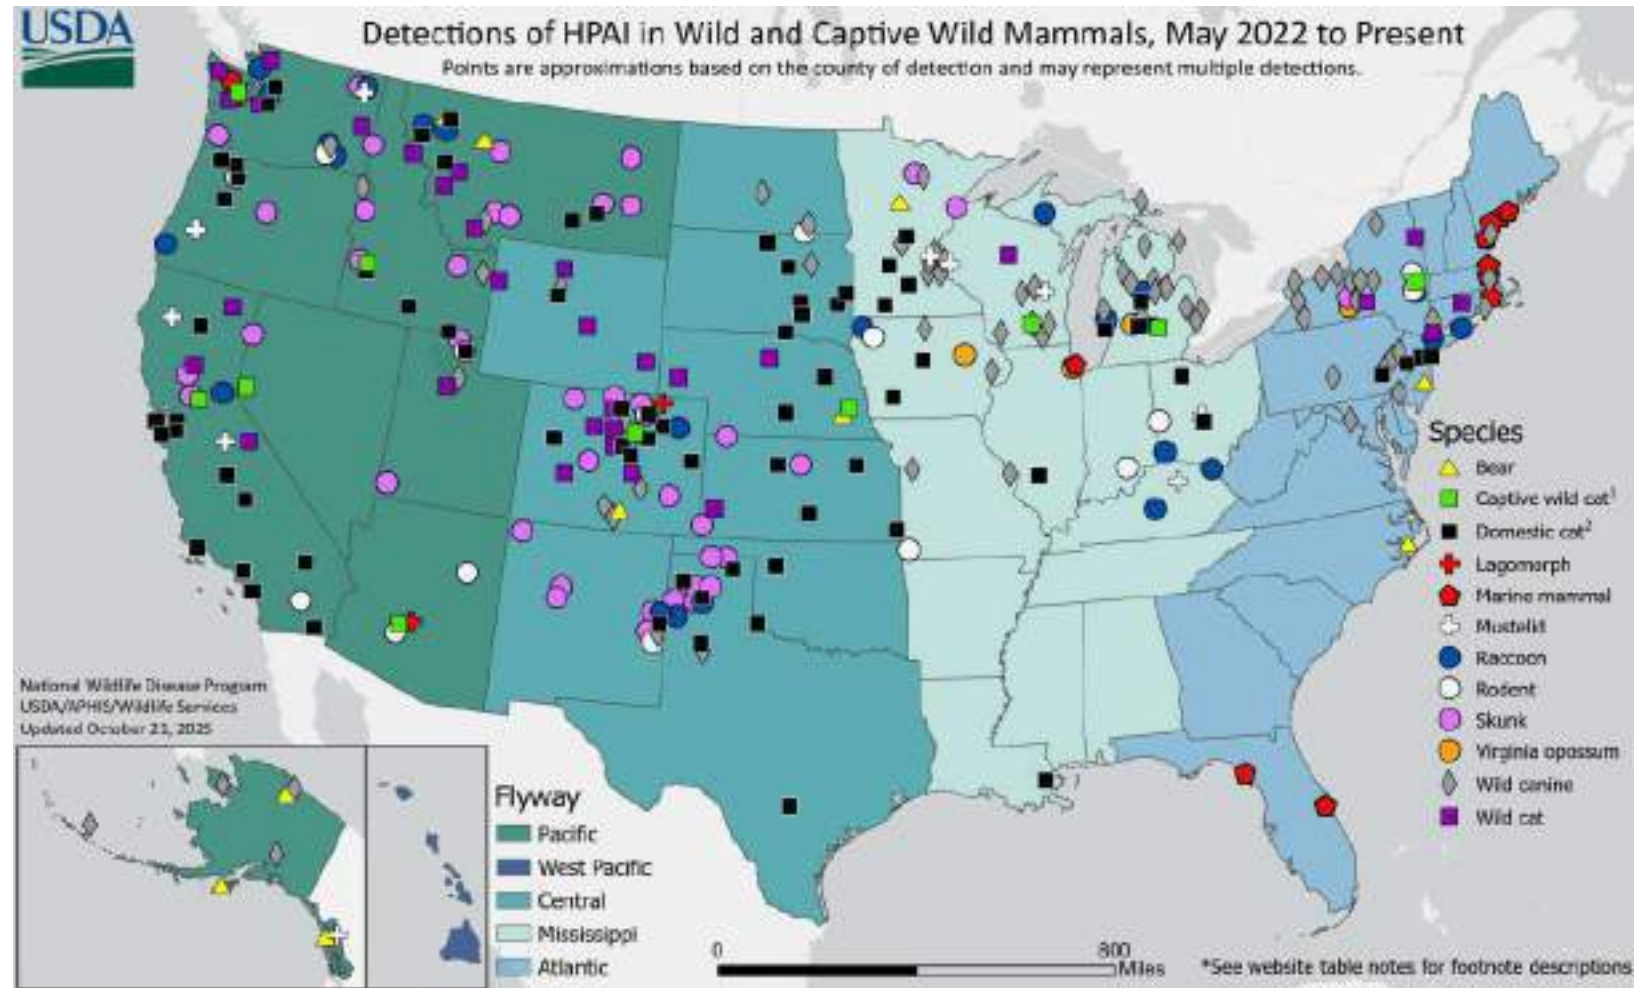 USDA
Detections of HPAI in Wild and Captive Wild Mammals, May 2022 to Present
Points are approximations based on the county of detection and may represent multiple detections.
Species
Bear
Captive wild cat¹
Domestic cat²
Lagomorph
Marine mammal
Mustelid
Raccoon
Rodent
Skunk
Virginia opossum
Wild canine
Wild cat
National Wildlife Disease Program
USDA/APHIS/Wildlife Services
Updated October 21, 2025
Flyway
Pacific
West Pacific
Central
Mississippi
Atlantic
0 800
Miles
*See website table notes for footnote descriptions